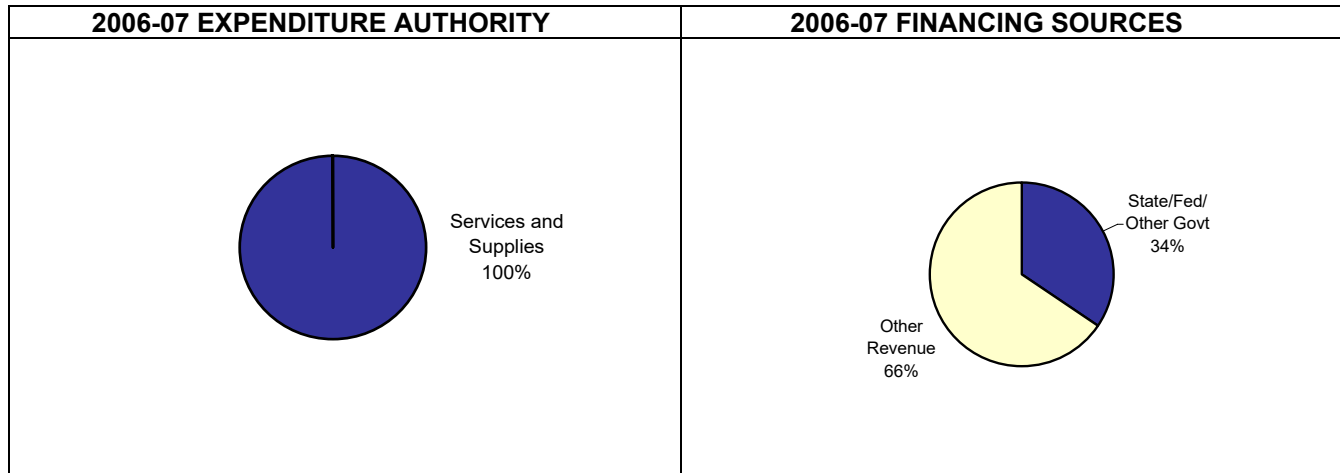 2006-07 EXPENDITURE AUTHORITY
Services and
Supplies
100%
2006-07 FINANCING SOURCES
State/Fed/
Other Govt
34%
Other
Revenue
66%